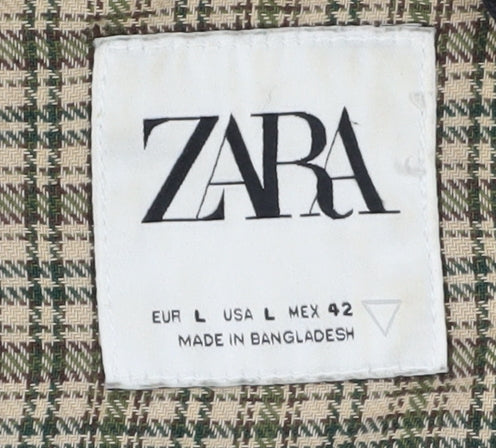 ZARA
EUR L USA L MEX 42
MADE IN BANGLADESH